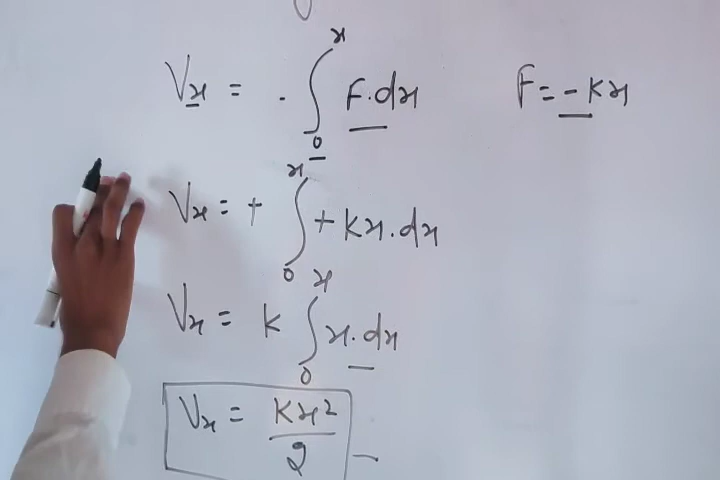 Vx = - ∫₀ˣ F.dx
F = -Kx
Vx = + ∫₀ˣ + Kx.dx
Vx = K ∫₀ˣ x.dx
Vx = Kx²/2